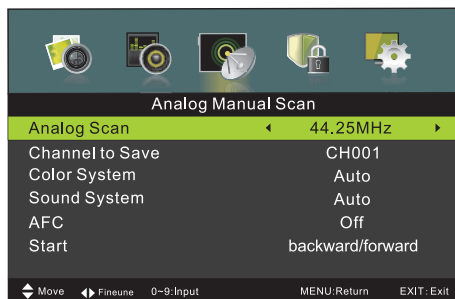 Analog Manual Scan
Analog Scan 44.25MHz
Channel to Save CH001
Color System Auto
Sound System Auto
AFC Off
Start backward/forward
Move Fineune 0~9:Input MENU:Return EXIT:Exit